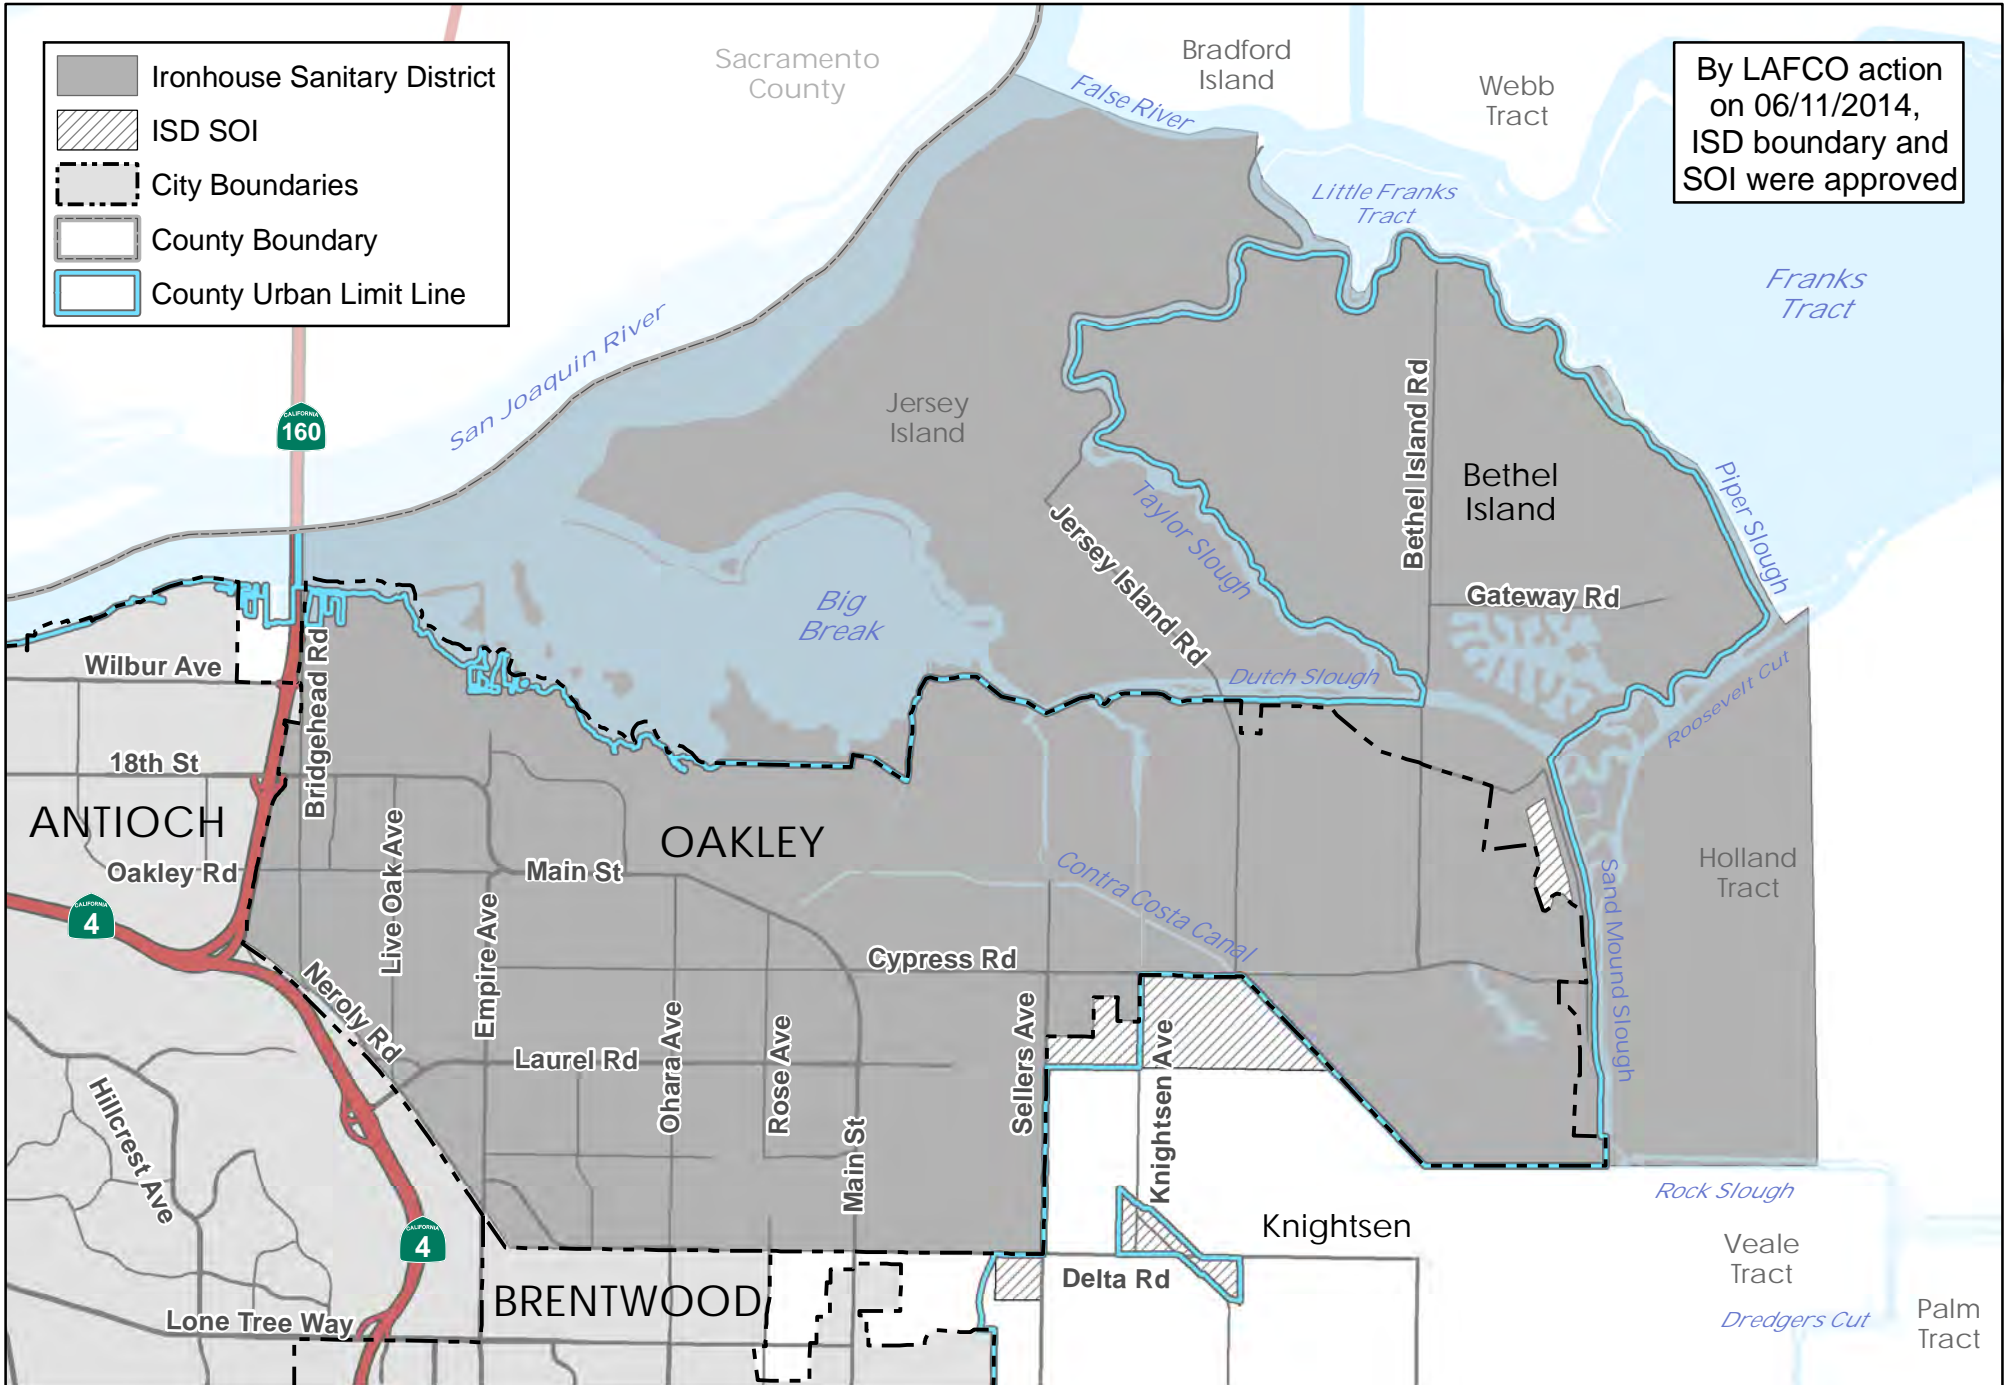 Ironhouse Sanitary District
ISD SOI
City Boundaries
County Boundary
County Urban Limit Line
Sacramento
County
Bradford
Island
Webb
Tract
By LAFCO action
on 06/11/2014,
ISD boundary and
SOI were approved
False River
Little Franks
Tract
Franks
Tract
San Joaquin River
CALIFORNIA
160
Jersey
Island
Bethel Island Rd
Bethel
Island
Piper Slough
Taylor Slough
Jersey Island Rd
Gateway Rd
Big
Break
Dutch Slough
Roosevelt Cut
Wilbur Ave
Bridgehead Rd
18th St
ANTIOCH
OAKLEY
Oakley Rd
Live Oak Ave
Main St
Contra Costa Canal
Holland
Tract
Sand Mound Slough
CALIFORNIA
4
Empire Ave
Cypress Rd
Neroly Rd
Laurel Rd
Ohara Ave
Rose Ave
Sellers Ave
Knightsen Ave
Hillcrest Ave
Main St
Rock Slough
CALIFORNIA
4
Knightsen
Veale
Tract
Delta Rd
BRENTWOOD
Lone Tree Way
Dredgers Cut
Palm
Tract